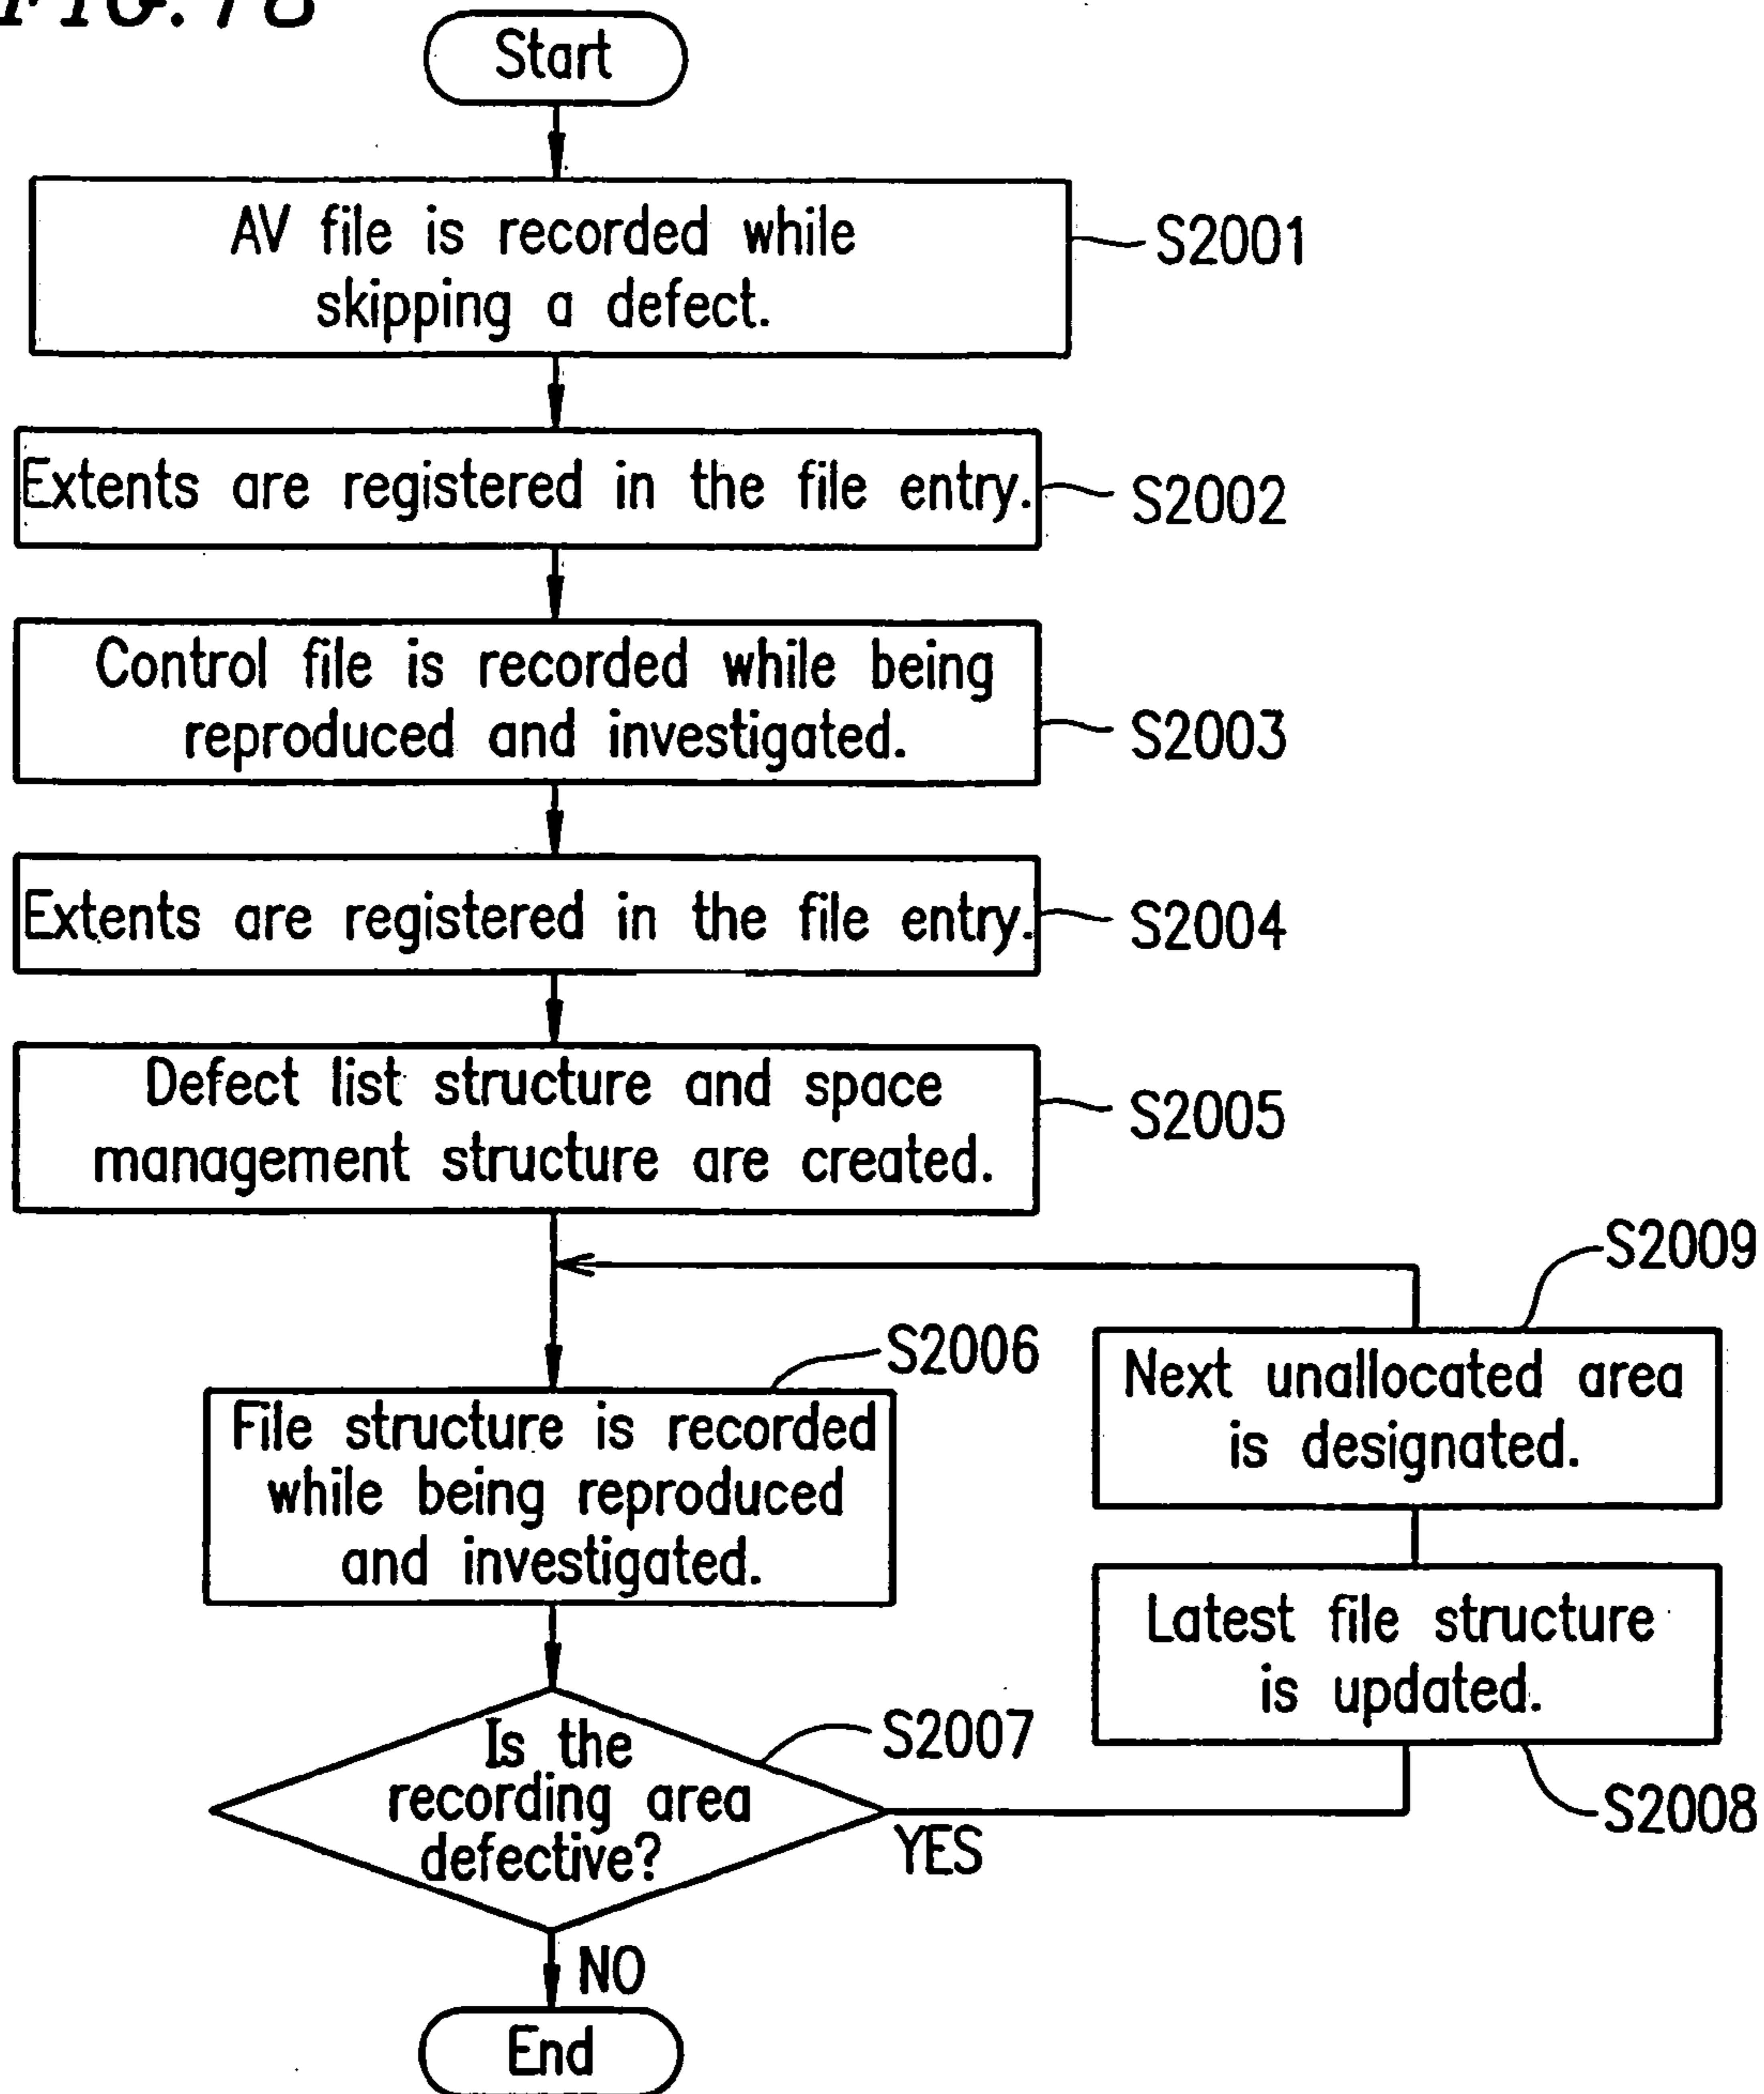 Start
AV file is recorded while
skipping a defect.
S2001
Extents are registered in the file entry.
S2002
Control file is recorded while being
reproduced and investigated.
S2003
Extents are registered in the file entry.
S2004
Defect list structure and space
management structure are created.
S2005
S2009
Next unallocated area
is designated.
S2006
File structure is recorded
while being reproduced
and investigated.
Latest file structure
is updated.
S2008
S2007
Is the
recording area
defective?
YES
NO
End